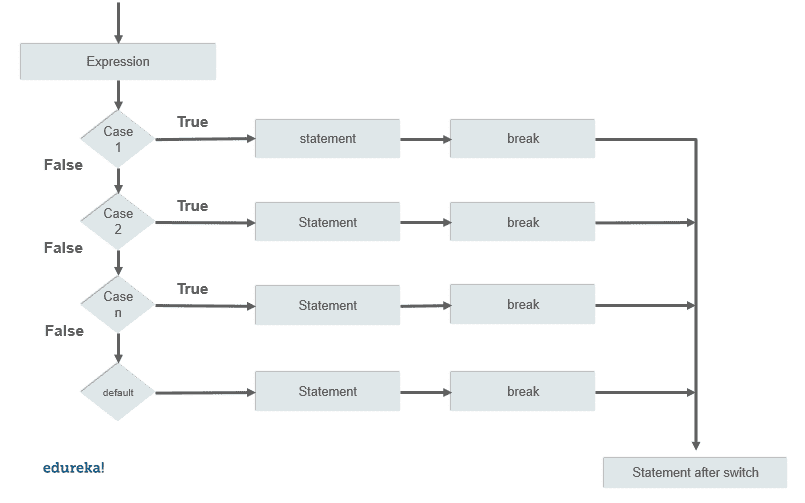 Expression
Case
1
True
statement
break
False
Case
2
True
Statement
break
False
Case
n
True
Statement
break
False
default
Statement
break
edureka!
Statement after switch